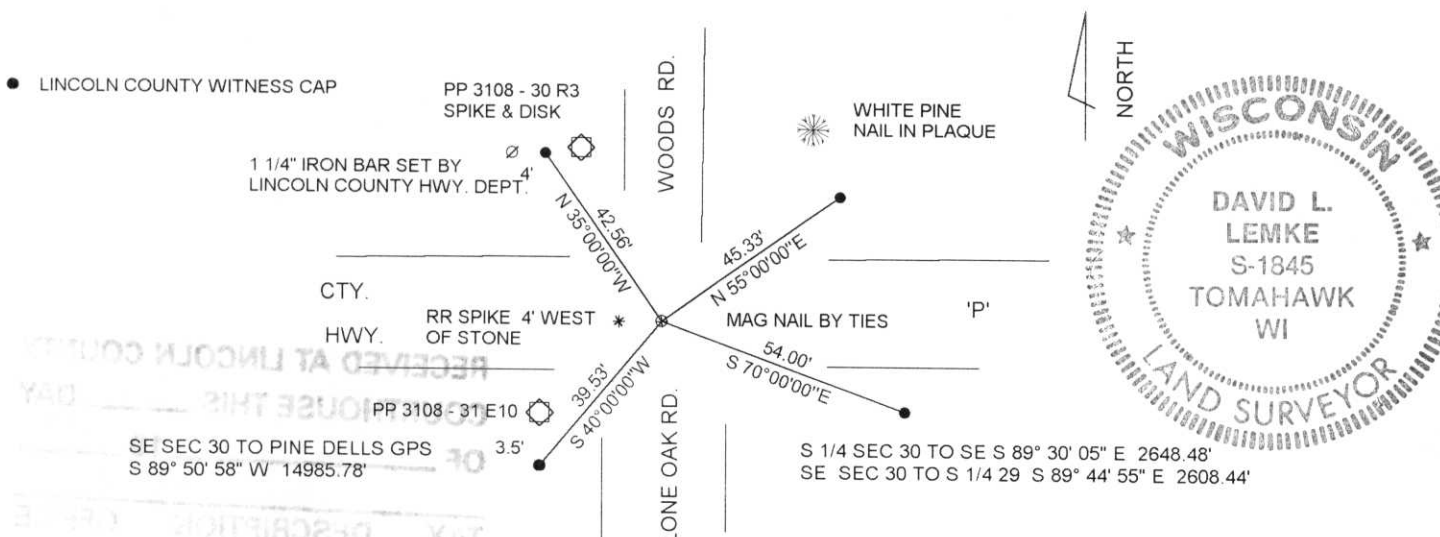 LINCOLN COUNTY WITNESS CAP
PP 3108 - 30 R3
SPIKE & DISK
WOODS RD.
WHITE PINE
NAIL IN PLAQUE
NORTH
1 1/4" IRON BAR SET BY
LINCOLN COUNTY HWY. DEPT.
4'
42.56'
N 35°00'00"W
45.33'
N 55°00'00"E
CTY.
HWY.
RR SPIKE 4' WEST
OF STONE
MAG NAIL BY TIES
'P'
39.53'
S 40°00'00"W
54.00'
S 70°00'00"E
PP 3108 - 31 E10
3.5'
SE SEC 30 TO PINE DELLS GPS
S 89° 50' 58" W 14985.78'
LONE OAK RD.
S 1/4 SEC 30 TO SE S 89° 30' 05" E 2648.48'
SE SEC 30 TO S 1/4 29 S 89° 44' 55" E 2608.44'
WISCONSIN
DAVID L.
LEMKE
S-1845
TOMAHAWK
WI
LAND SURVEYOR
RECEIVED AT LINCOLN COUNTY
COURTHOUSE THIS DAY
OF
TAX DESCRIPTION OFFICE